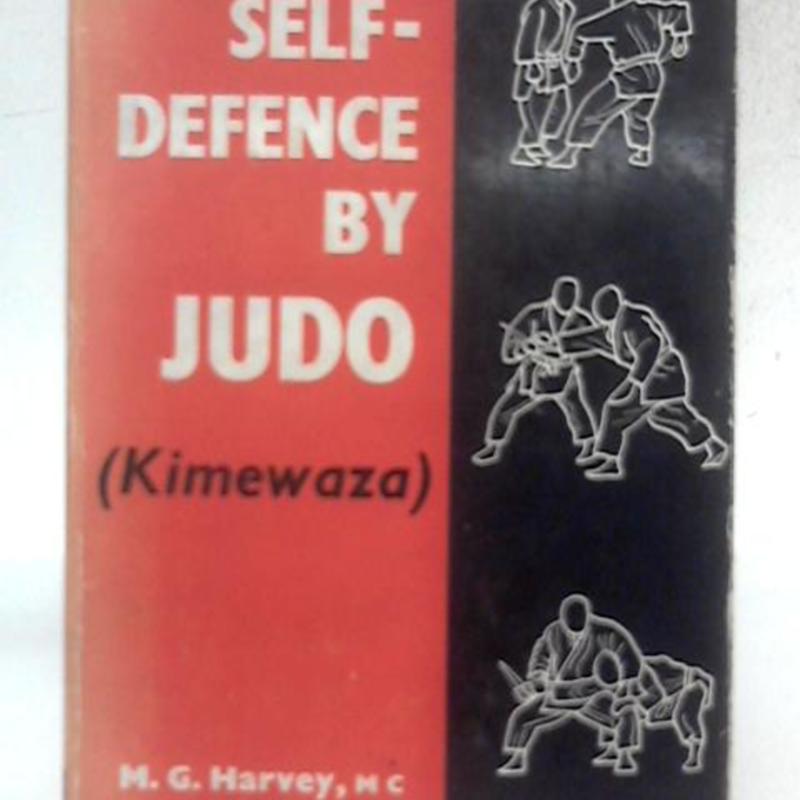 SELF-
DEFENCE
BY
JUDO
(Kimewaza)
M. G. Harvey, M C